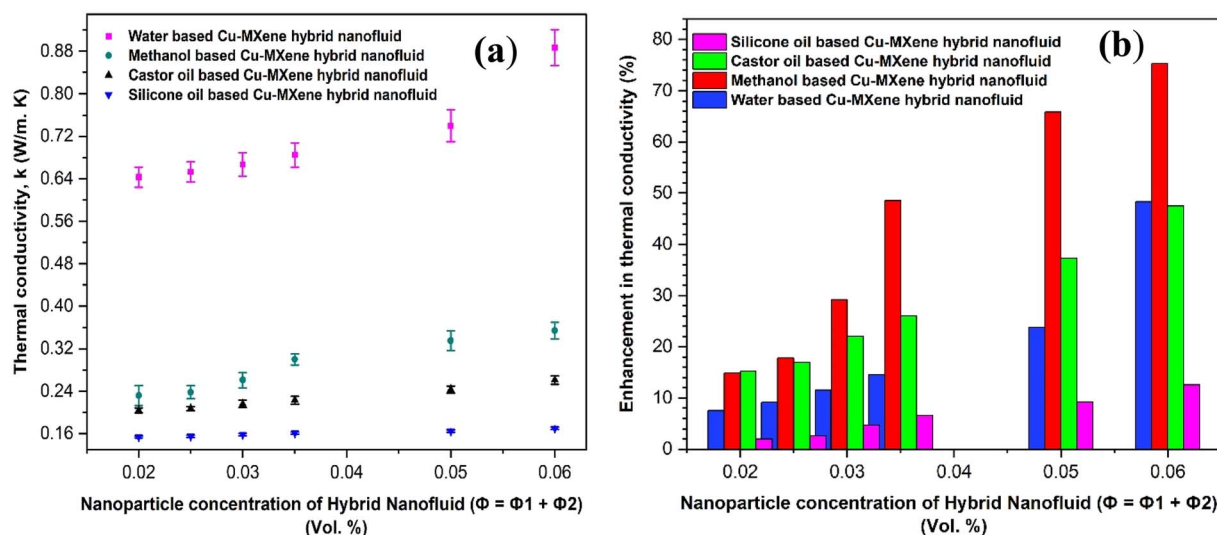 (a)
Water based Cu-MXene hybrid nanofluid
Methanol based Cu-MXene hybrid nanofluid
Castor oil based Cu-MXene hybrid nanofluid
Silicone oil based Cu-MXene hybrid nanofluid
Thermal conductivity, k (W/m. K)
0.88
0.80
0.72
0.64
0.56
0.48
0.40
0.32
0.24
0.16
0.02
0.03
0.04
0.05
0.06
Nanoparticle concentration of Hybrid Nanofluid (Φ = Φ1 + Φ2)
(Vol. %)
(b)
Silicone oil based Cu-MXene hybrid nanofluid
Castor oil based Cu-MXene hybrid nanofluid
Methanol based Cu-MXene hybrid nanofluid
Water based Cu-MXene hybrid nanofluid
Enhancement in thermal conductivity (%)
80
70
60
50
40
30
20
10
0
0.02
0.03
0.04
0.05
0.06
Nanoparticle concentration of Hybrid Nanofluid (Φ = Φ1 + Φ2)
(Vol. %)